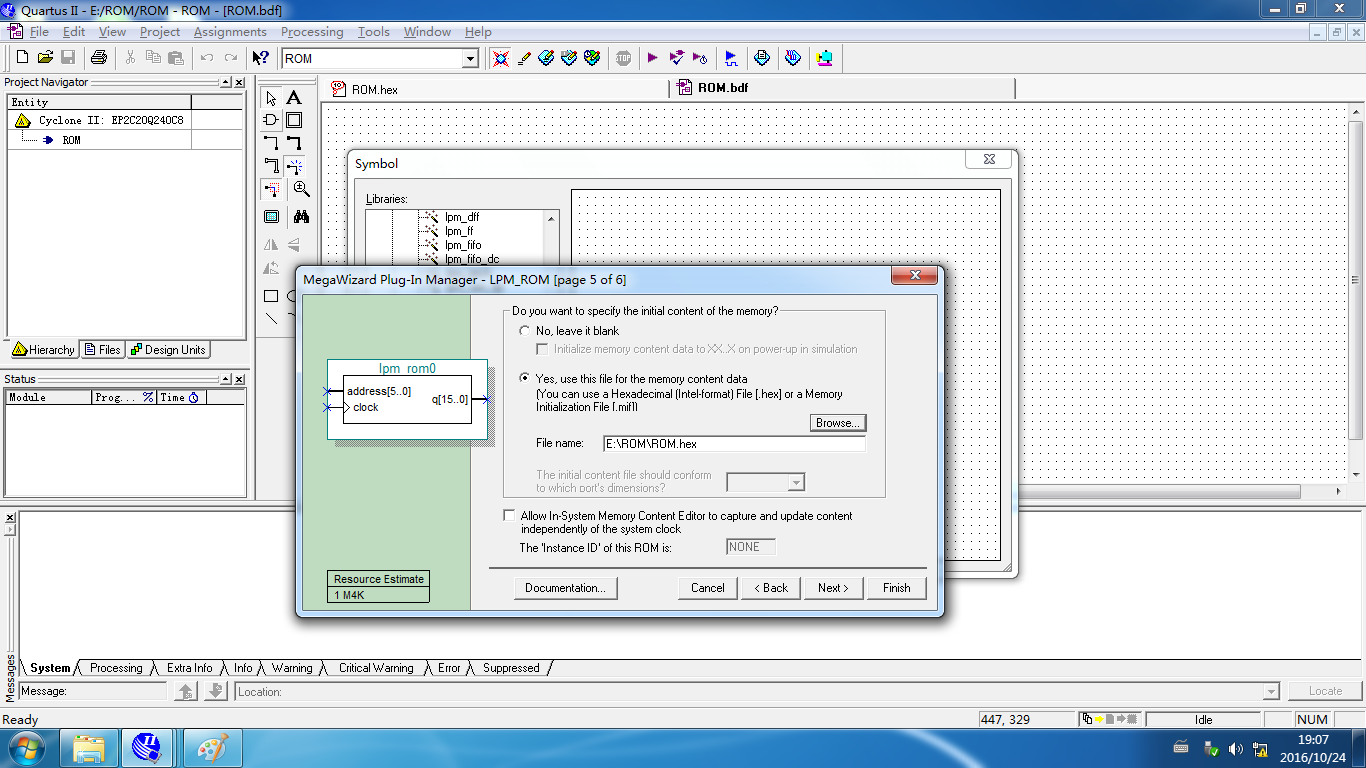 Quartus II - E:/ROM/ROM - ROM - [ROM.bdf]
File Edit View Project Assignments Processing Tools Window Help
ROM
Project Navigator
Entity
Cyclone II: EP2C20Q240C8
ROM
Hierarchy Files Design Units
Status
Module Prog... % Time
ROM.hex
ROM.bdf
Symbol
Libraries:
lpm_dff
lpm_ff
lpm_fifo
lpm_fifo_dc
MegaWizard Plug-In Manager - LPM_ROM [page 5 of 6]
lpm_rom0
address[5..0]
clock
q[15..0]
Resource Estimate
1 M4K
Do you want to specify the initial content of the memory?
No, leave it blank
Initialize memory content data to XX..X on power-up in simulation
Yes, use this file for the memory content data
(You can use a Hexadecimal (Intel-format) File [.hex] or a Memory
Initialization File [.mif])
Browse...
File name: E:\ROM\ROM.hex
The initial content file should conform
to which port's dimensions?
Allow In-System Memory Content Editor to capture and update content
independently of the system clock
The 'Instance ID' of this ROM is: NONE
Documentation... Cancel < Back Next > Finish
Messages
System Processing Extra Info Info Warning Critical Warning Error Suppressed
Message: Location: Locate
Ready 447, 329 Idle NUM
19:07
2016/10/24